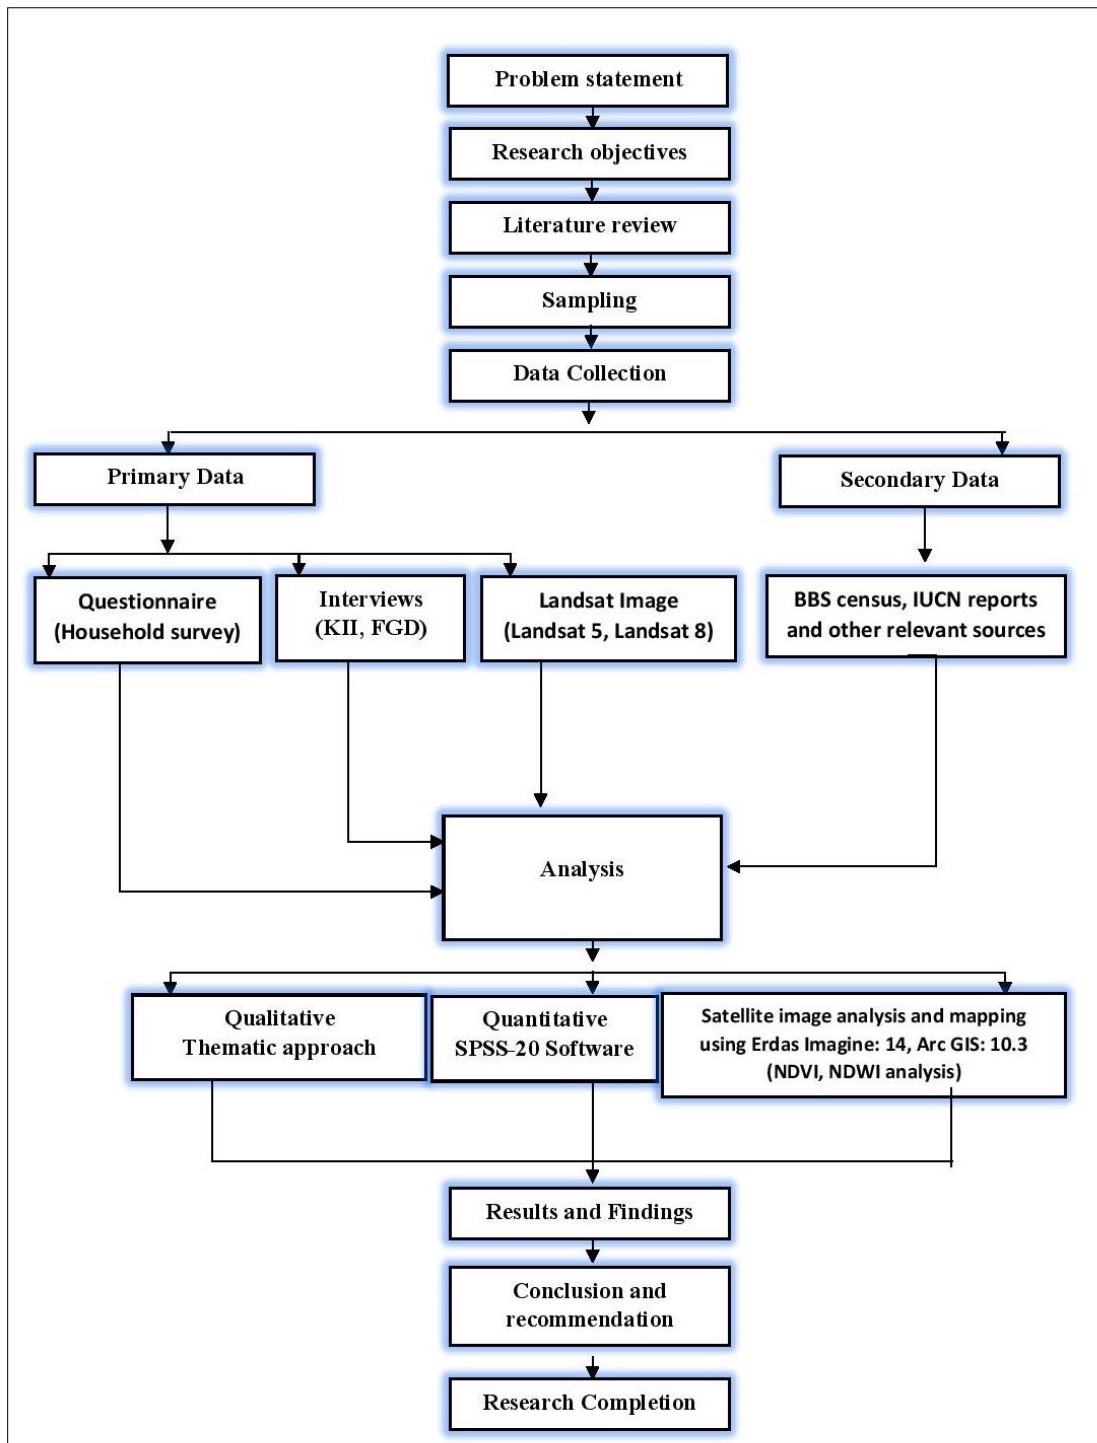 Problem statement
Research objectives
Literature review
Sampling
Data Collection
Primary Data
Secondary Data
Questionnaire
(Household survey)
Interviews
(KII, FGD)
Landsat Image
(Landsat 5, Landsat 8)
BBS census, IUCN reports
and other relevant sources
Analysis
Qualitative
Thematic approach
Quantitative
SPSS-20 Software
Satellite image analysis and mapping
using Erdas Imagine: 14, Arc GIS: 10.3
(NDVI, NDWI analysis)
Results and Findings
Conclusion and
recommendation
Research Completion